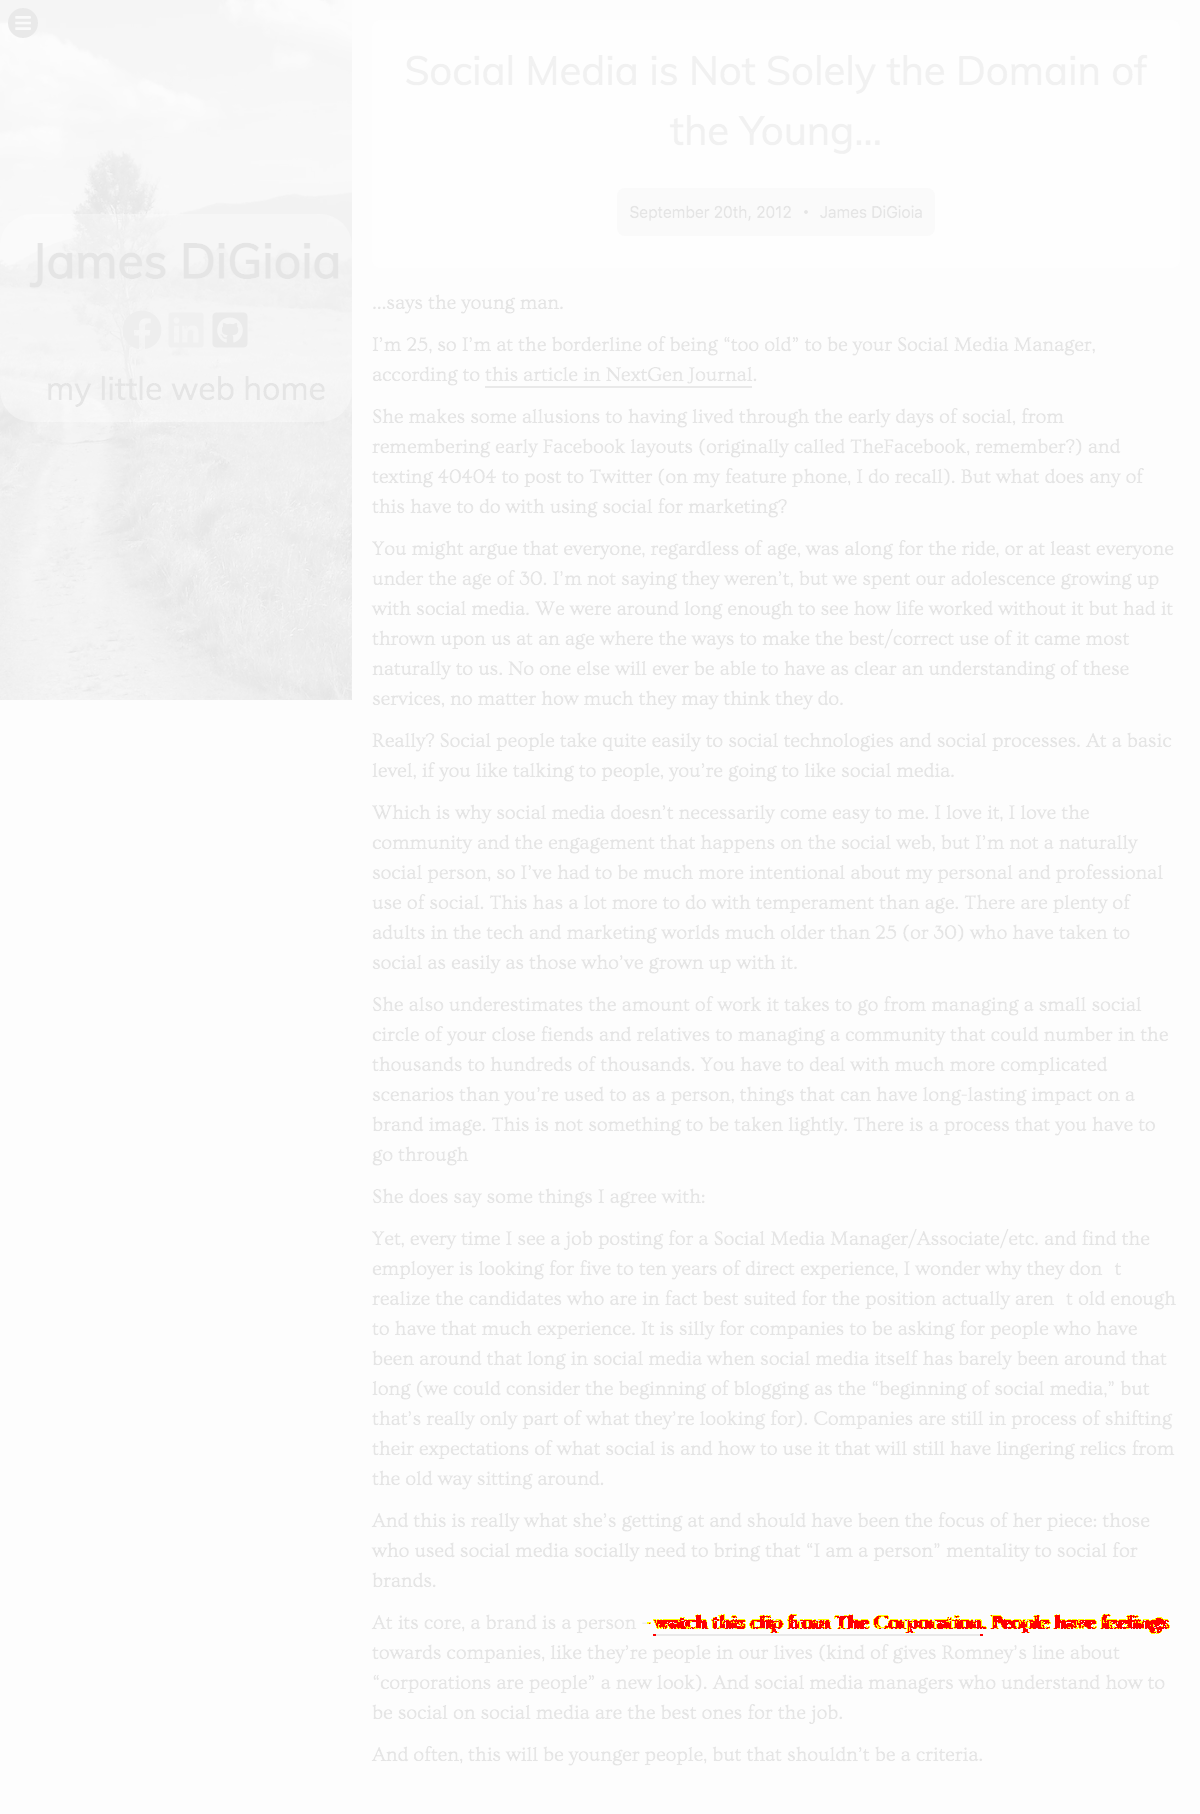 Social Media is Not Solely the Domain of
the Young...
September 20th, 2012 • James DiGioia
James DiGioia
my little web home
...says the young man.
I'm 25, so I'm at the borderline of being “too old” to be your Social Media Manager,
according to this article in NextGen Journal.
She makes some allusions to having lived through the early days of social, from
remembering early Facebook layouts (originally called TheFacebook, remember?) and
texting 40404 to post to Twitter (on my feature phone, I do recall). But what does any of
this have to do with using social for marketing?
You might argue that everyone, regardless of age, was along for the ride, or at least everyone
under the age of 30. I'm not saying they weren't, but we spent our adolescence growing up
with social media. We were around long enough to see how life worked without it but had it
thrown upon us at an age where the ways to make the best/correct use of it came most
naturally to us. No one else will ever be able to have as clear an understanding of these
services, no matter how much they may think they do.
Really? Social people take quite easily to social technologies and social processes. At a basic
level, if you like talking to people, you're going to like social media.
Which is why social media doesn't necessarily come easy to me. I love it, I love the
community and the engagement that happens on the social web, but I'm not a naturally
social person, so I've had to be much more intentional about my personal and professional
use of social. This has a lot more to do with temperament than age. There are plenty of
adults in the tech and marketing worlds much older than 25 (or 30) who have taken to
social as easily as those who've grown up with it.
She also underestimates the amount of work it takes to go from managing a small social
circle of your close fiends and relatives to managing a community that could number in the
thousands to hundreds of thousands. You have to deal with much more complicated
scenarios than you're used to as a person, things that can have long-lasting impact on a
brand image. This is not something to be taken lightly. There is a process that you have to
go through
She does say some things I agree with:
Yet, every time I see a job posting for a Social Media Manager/Associate/etc. and find the
employer is looking for five to ten years of direct experience, I wonder why they don t
realize the candidates who are in fact best suited for the position actually aren t old enough
to have that much experience. It is silly for companies to be asking for people who have
been around that long in social media when social media itself has barely been around that
long (we could consider the beginning of blogging as the “beginning of social media,” but
that's really only part of what they're looking for). Companies are still in process of shifting
their expectations of what social is and how to use it that will still have lingering relics from
the old way sitting around.
And this is really what she's getting at and should have been the focus of her piece: those
who used social media socially need to bring that “I am a person” mentality to social for
brands.
At its core, a brand is a person – watch this clip from The Corporation. People have feelings
towards companies, like they're people in our lives (kind of gives Romney's line about
“corporations are people” a new look). And social media managers who understand how to
be social on social media are the best ones for the job.
And often, this will be younger people, but that shouldn't be a criteria.